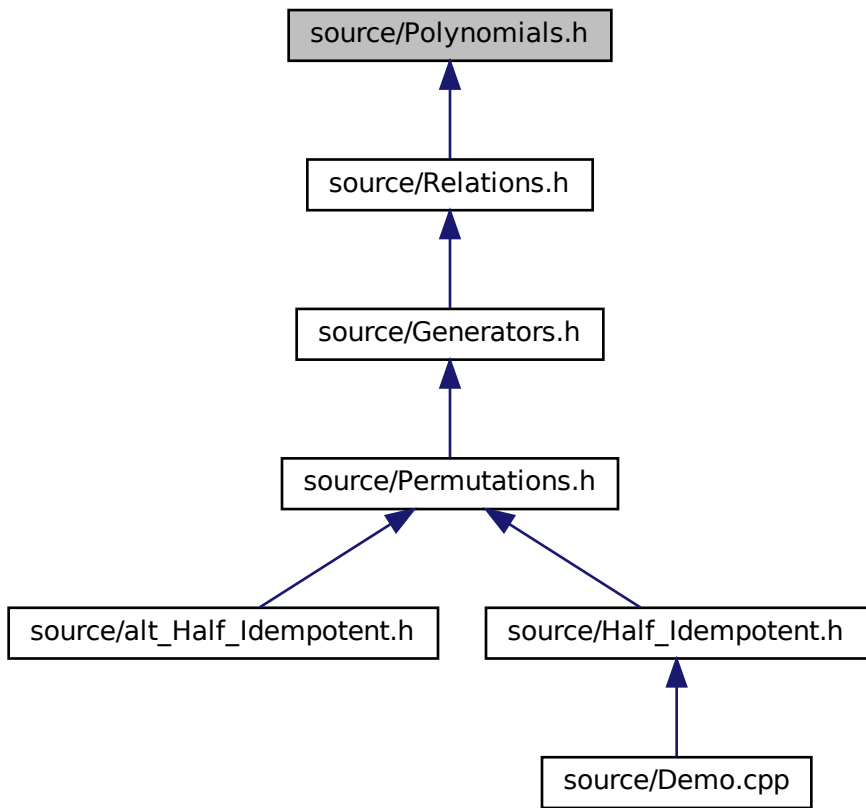 source/Polynomials.h
source/Relations.h
source/Generators.h
source/Permutations.h
source/alt_Half_Idempotent.h
source/Half_Idempotent.h
source/Demo.cpp